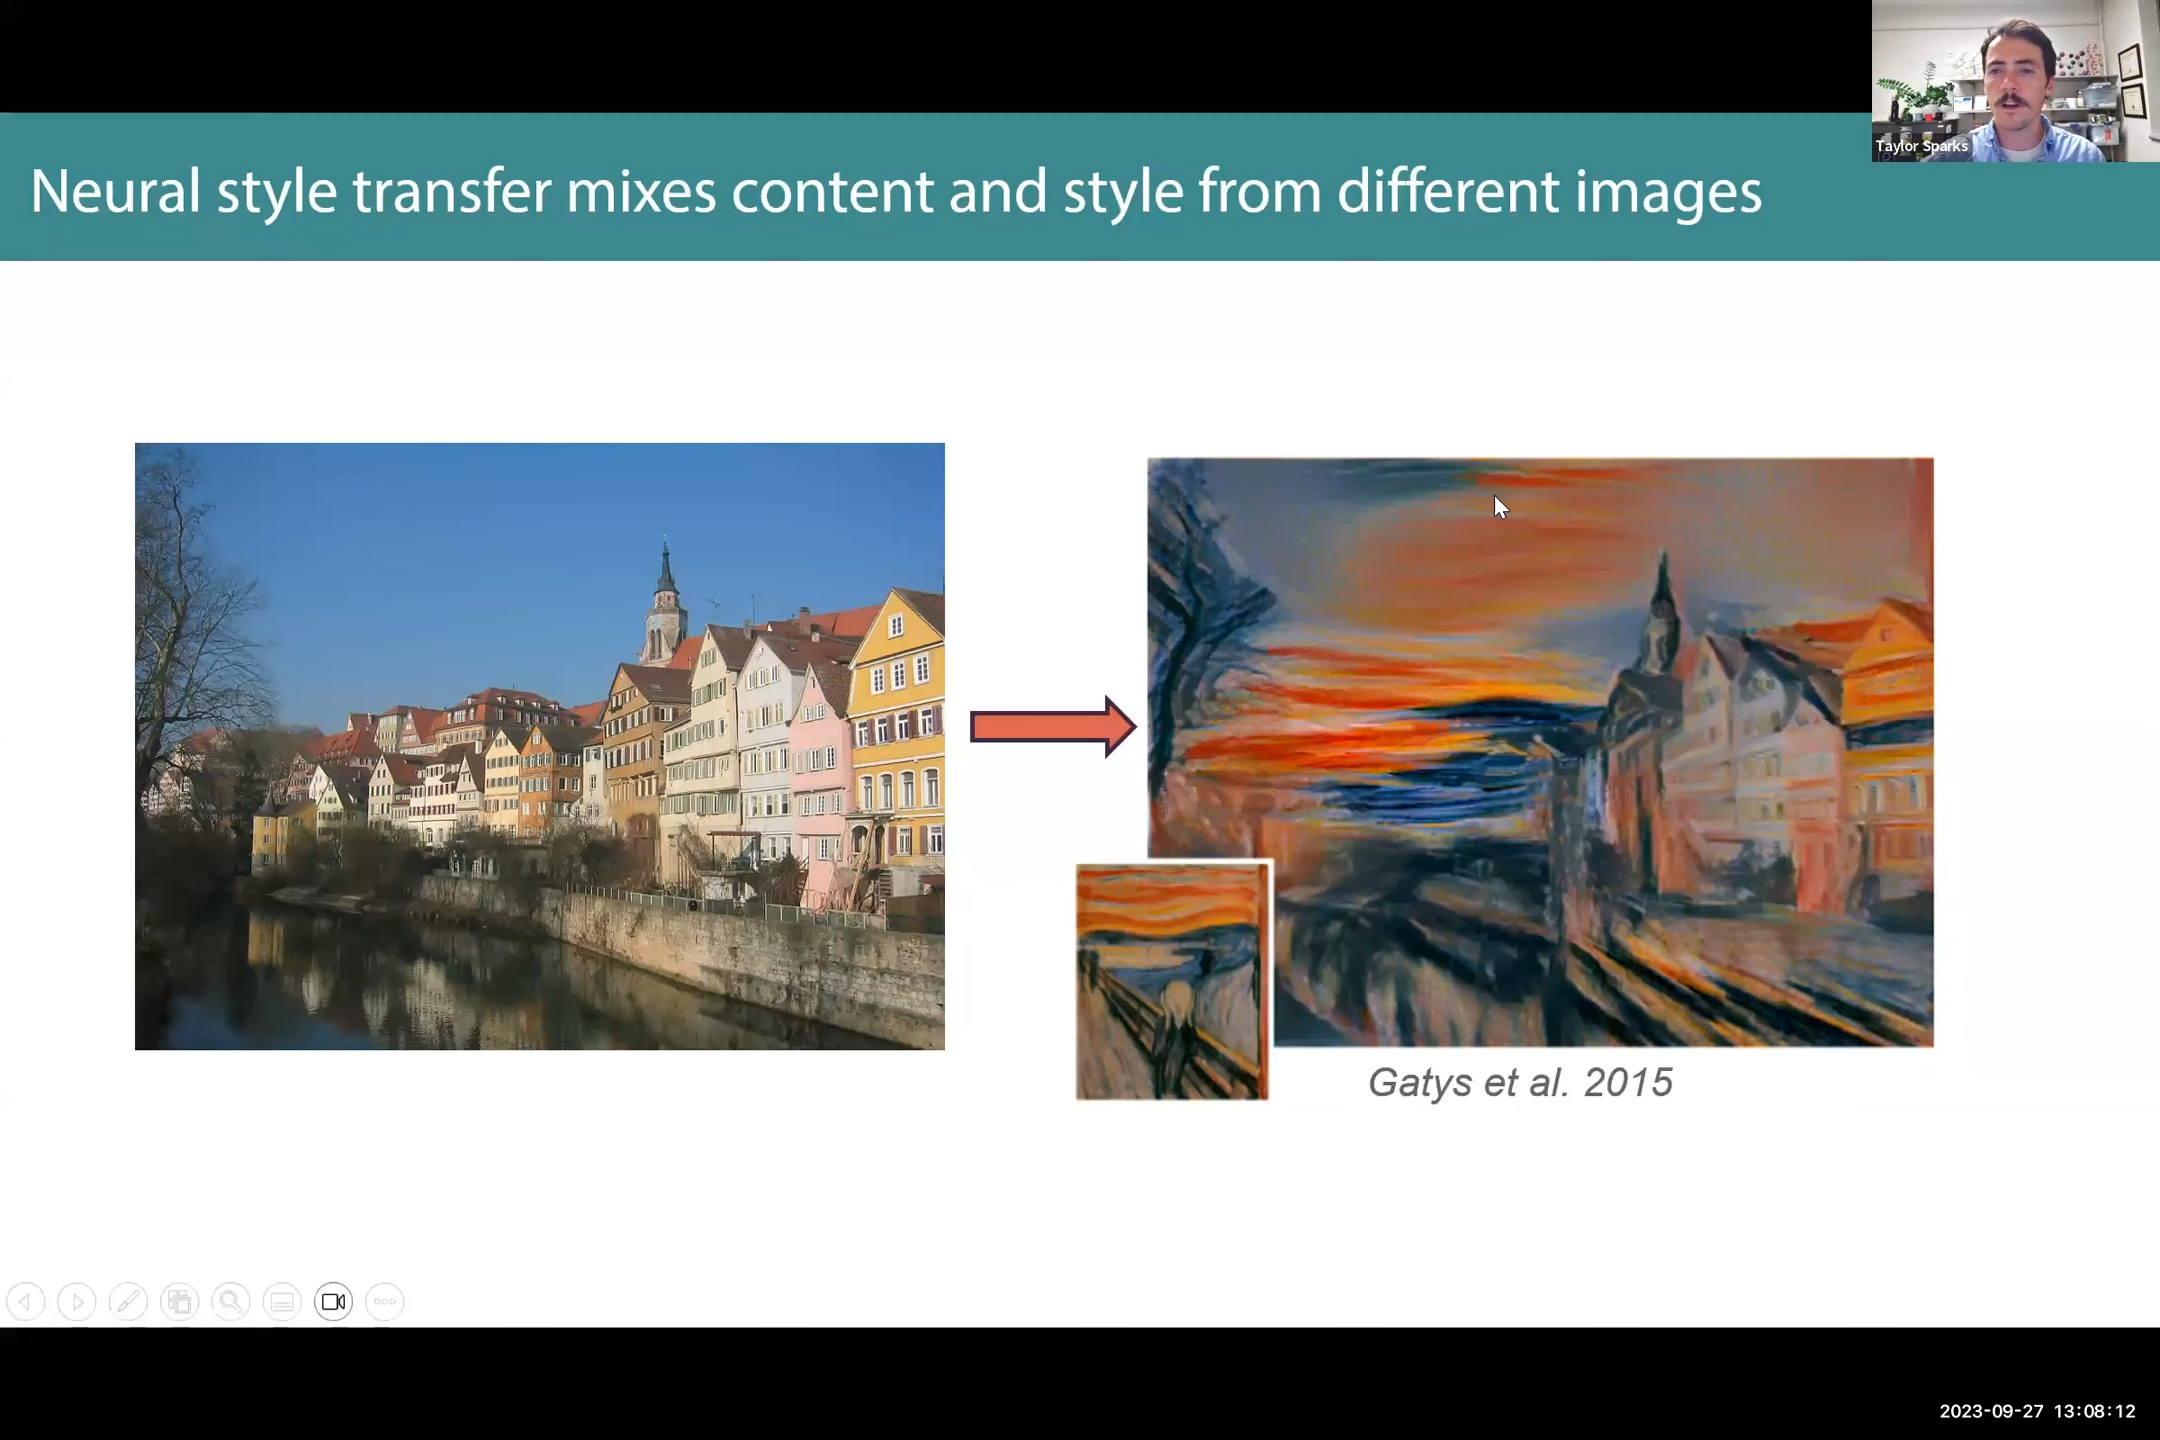 Taylor Sparks
Neural style transfer mixes content and style from different images
Gatys et al. 2015
2023-09-27 13:08:12